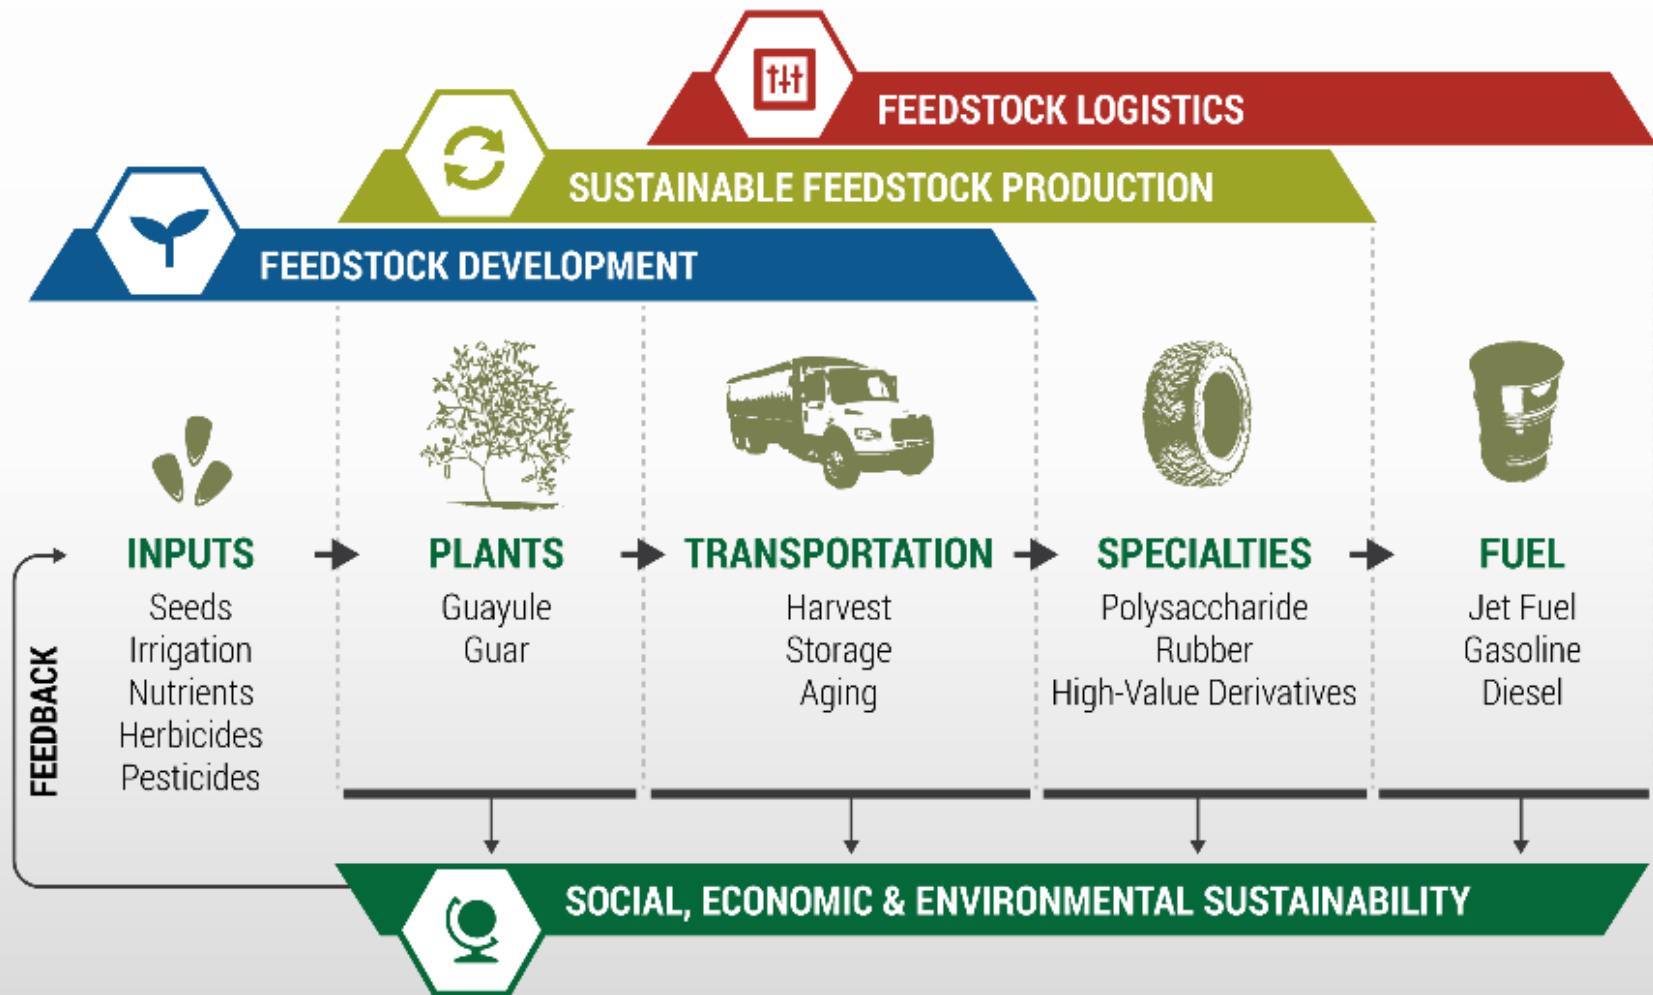 FEEDSTOCK LOGISTICS
SUSTAINABLE FEEDSTOCK PRODUCTION
FEEDSTOCK DEVELOPMENT
INPUTS
Seeds
Irrigation
Nutrients
Herbicides
Pesticides
PLANTS
Guayule
Guar
TRANSPORTATION
Harvest
Storage
Aging
SPECIALTIES
Polysaccharide
Rubber
High-Value Derivatives
FUEL
Jet Fuel
Gasoline
Diesel
FEEDBACK
SOCIAL, ECONOMIC & ENVIRONMENTAL SUSTAINABILITY